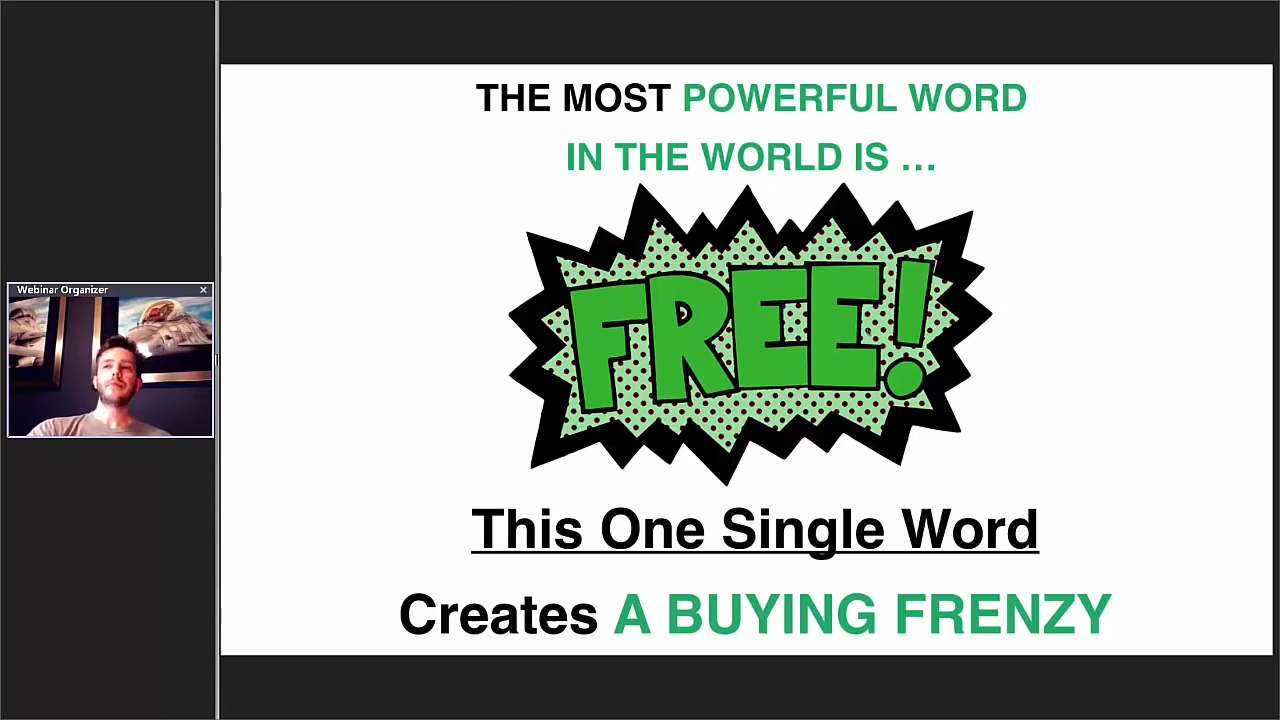 Webinar Organizer
THE MOST POWERFUL WORD
IN THE WORLD IS ...
FREE!
This One Single Word
Creates A BUYING FRENZY